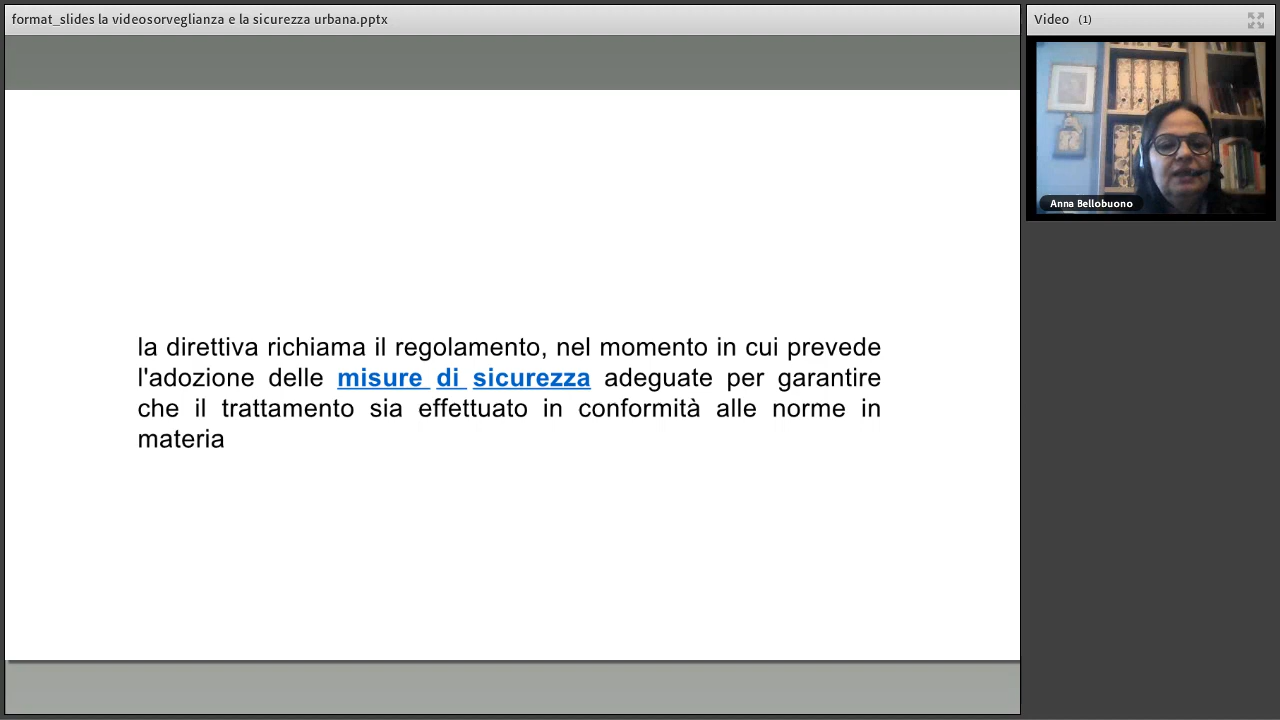 format_slides la videosorveglianza e la sicurezza urbana.pptx
Video (1)
Anna Bellobuono
la direttiva richiama il regolamento, nel momento in cui prevede
l'adozione delle misure di sicurezza adeguate per garantire
che il trattamento sia effettuato in conformità alle norme in
materia